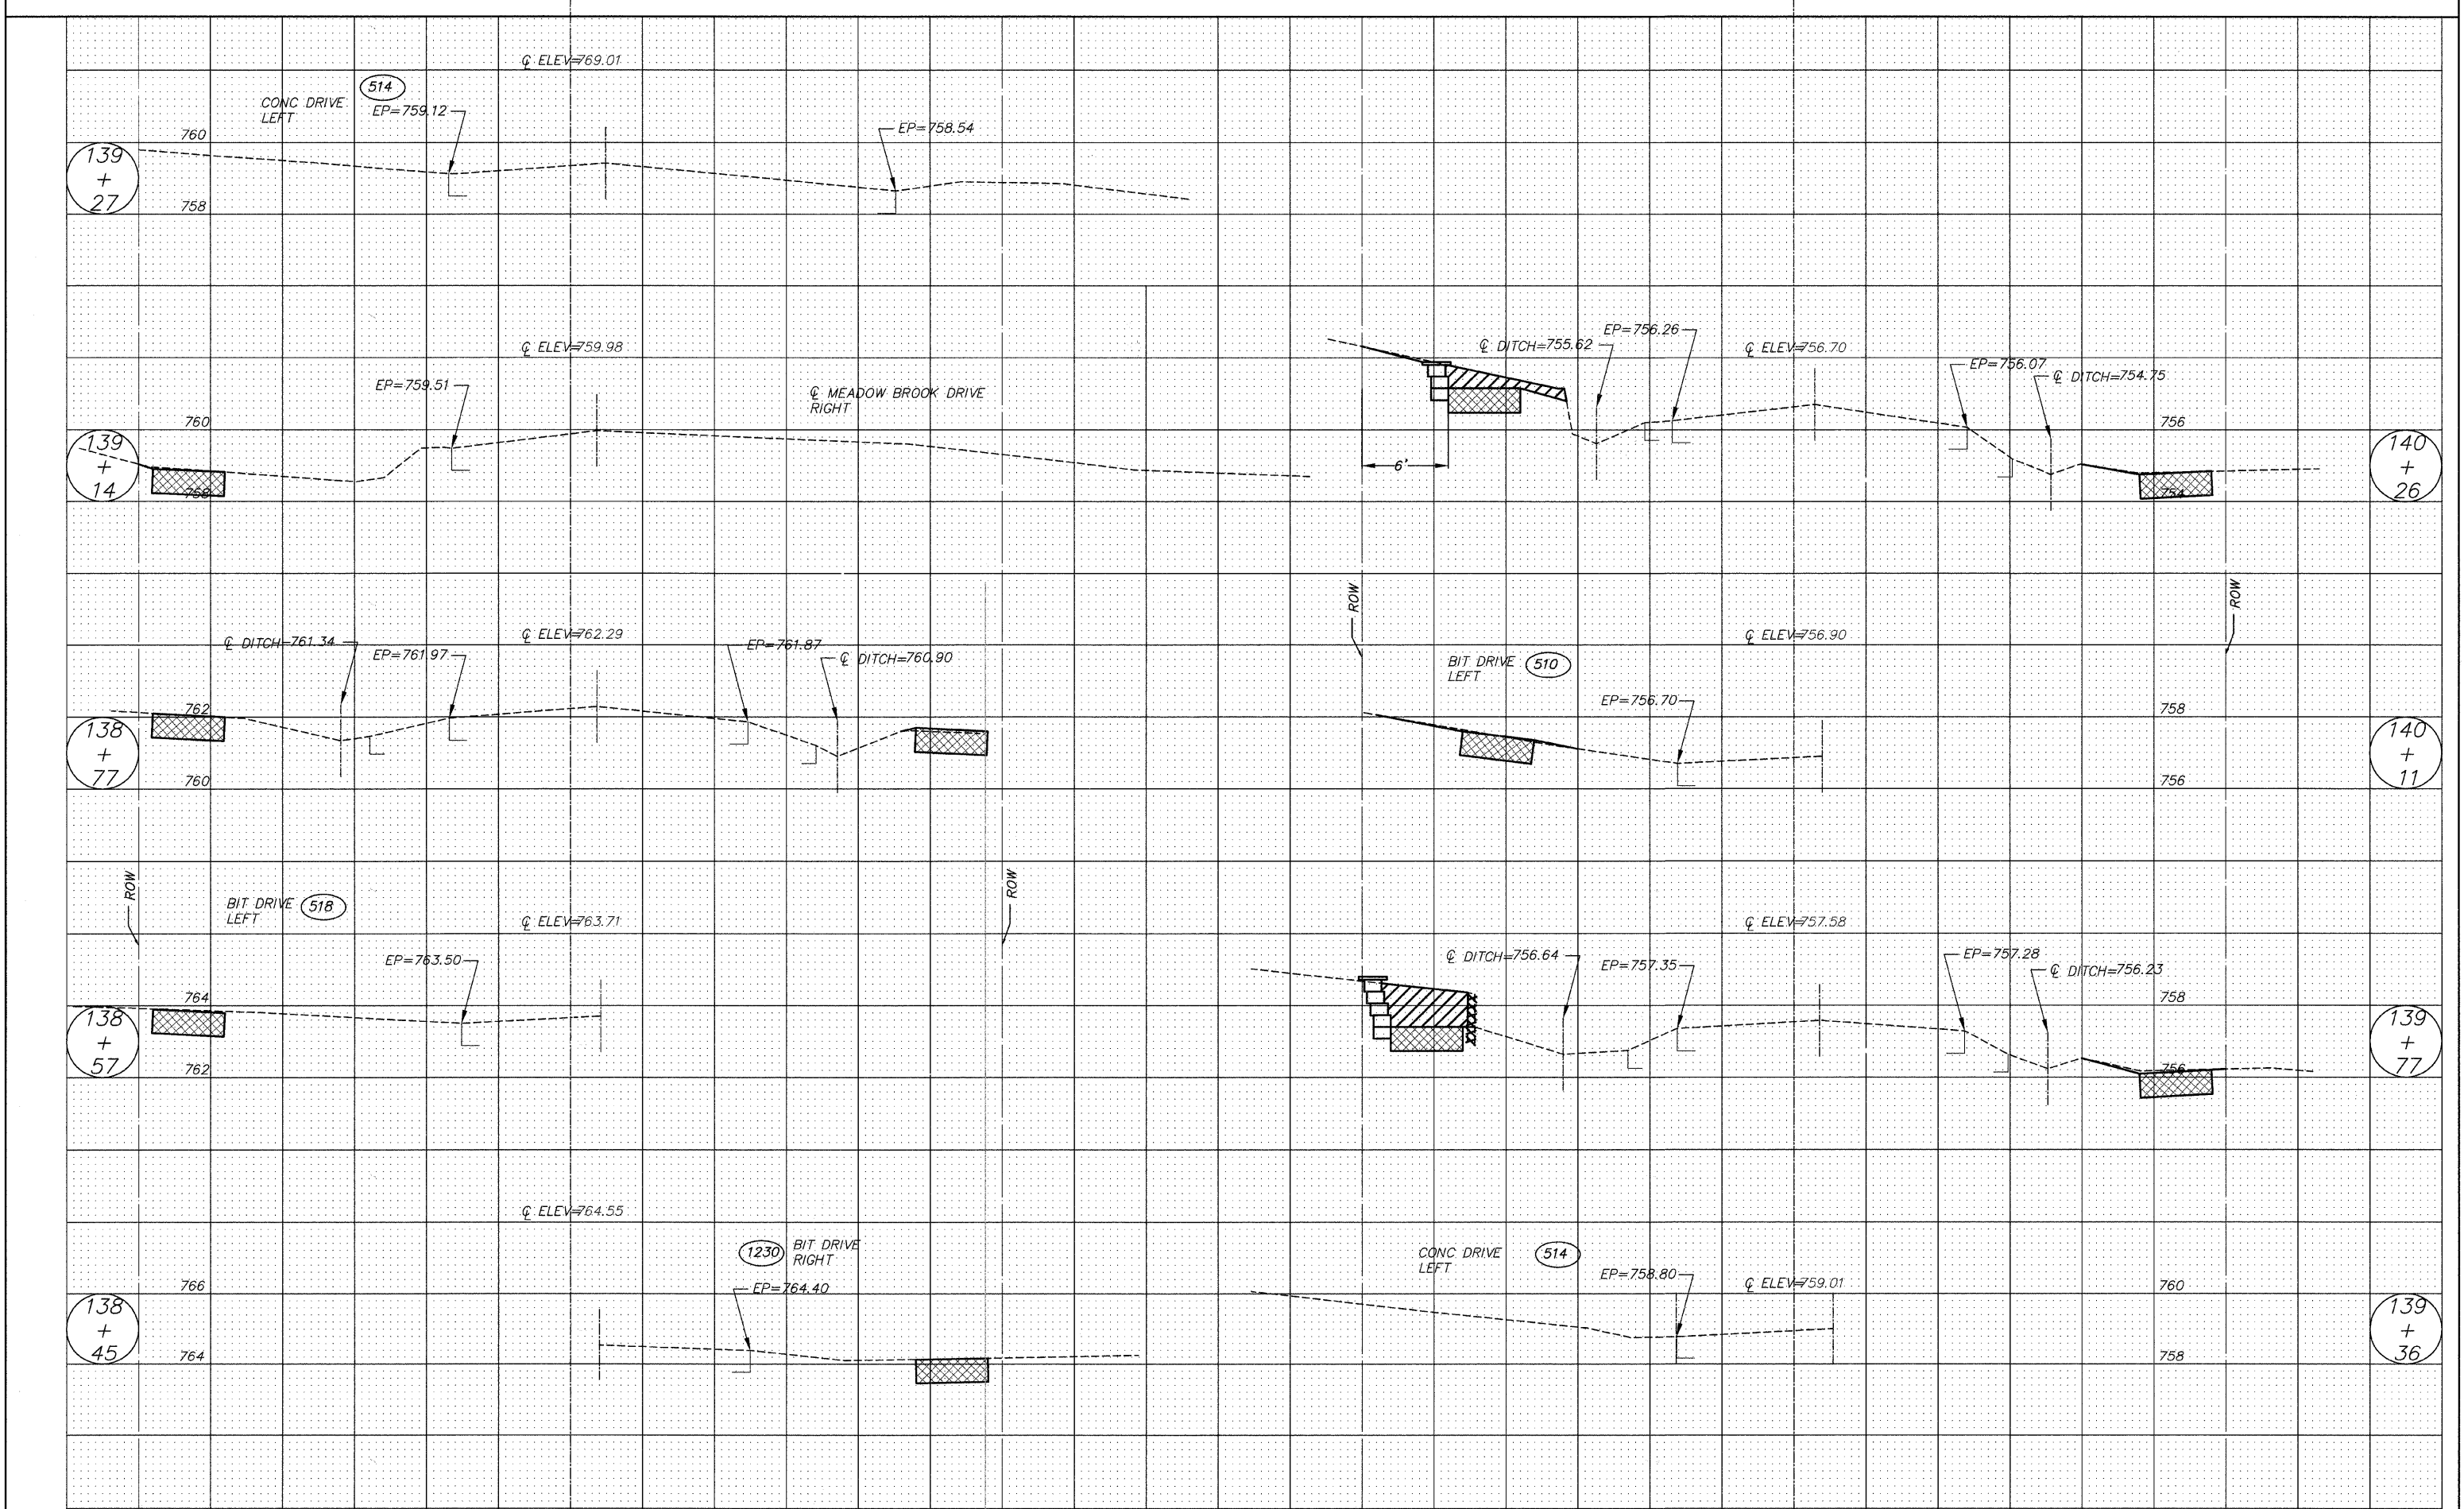 ℄ ELEV=769.01
514
CONC DRIVE
LEFT
EP=759.12
EP=758.54
760
139
+
27
758
℄ ELEV=759.98
EP=759.51
℄ MEADOW BROOK DRIVE
RIGHT
760
139
+
14
758
℄ DITCH=761.34
℄ ELEV=762.29
EP=761.97
EP=761.87
℄ DITCH=760.90
762
138
+
77
760
ROW
ROW
BIT DRIVE
LEFT
518
℄ ELEV=763.71
EP=763.50
764
138
+
57
762
℄ ELEV=764.55
1230
BIT DRIVE
RIGHT
EP=764.40
766
138
+
45
764
EP=756.26
℄ DITCH=755.62
℄ ELEV=756.70
EP=756.07
℄ DITCH=754.75
6'
756
140
+
26
754
ROW
ROW
℄ ELEV=756.90
BIT DRIVE
LEFT
510
EP=756.70
758
140
+
11
756
℄ ELEV=757.58
℄ DITCH=756.64
EP=757.35
EP=757.28
℄ DITCH=756.23
758
139
+
77
756
CONC DRIVE
LEFT
514
EP=758.80
℄ ELEV=759.01
760
139
+
36
758